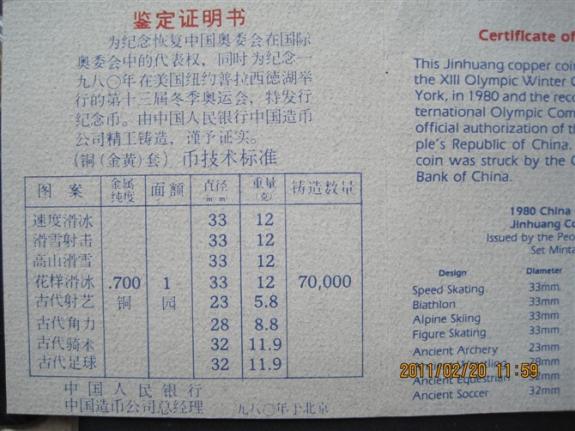 鉴定证明书
为纪念恢复中国奥委会在国际
奥委会中的代表权，同时为纪念一
九八〇年在美国纽约普拉西德湖举
行的第十三届冬季奥运会，特发行
纪念币。由中国人民银行中国造币
公司精工铸造，谨予证实。
(铜(金黄)套) 币技术标准
图案 金属纯度 面额 直径mm 重量(克) 铸造数量
速度滑冰 33 12
滑雪射击 33 12
高山滑雪 33 12
花样滑冰 .700 1 33 12 70,000
古代射艺 铜 园 23 5.8
古代角力 28 8.8
古代骑术 32 11.9
古代足球 32 11.9
中国人民银行
中国造币公司总经理 一九八〇年于北京
Certificate of
This Jinhuang copper coi
the XIII Olympic Winter
York, in 1980 and the rece
ternational Olympic Com
official authorization of t
ple's Republic of China.
coin was struck by the
Bank of China.
1980 China
Jinhuang Co
Issued by the Peo
Set Minta
Design Diameter
Speed Skating 33mm
Biathlon 33mm
Alpine Skiing 33mm
Figure Skating 33mm
Ancient Archery 23mm
Ancient 28mm
Ancient Equestrian 32mm
Ancient Soccer 32mm
2011/02/20 11:59